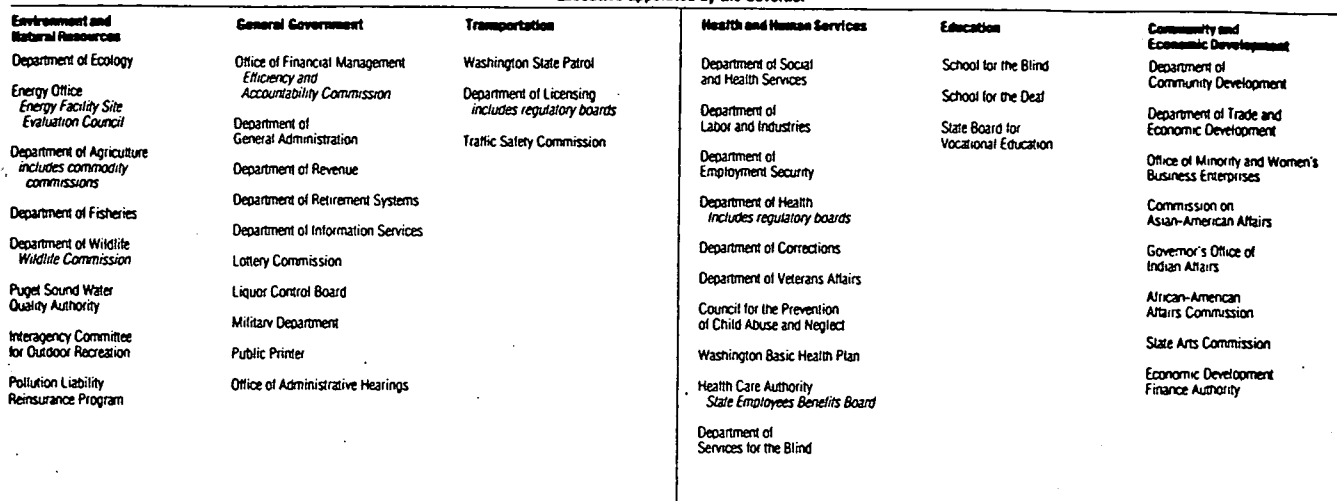 Environment and
Natural Resources
Department of Ecology
Energy Office
Energy Facility Site
Evaluation Council
Department of Agriculture
includes commodity
commissions
Department of Fisheries
Department of Wildlife
Wildlife Commission
Puget Sound Water
Quality Authority
Interagency Committee
for Outdoor Recreation
Pollution Liability
Reinsurance Program
General Government
Office of Financial Management
Efficiency and
Accountability Commission
Department of
General Administration
Department of Revenue
Department of Retirement Systems
Department of Information Services
Lottery Commission
Liquor Control Board
Military Department
Public Printer
Office of Administrative Hearings
Transportation
Washington State Patrol
Department of Licensing
includes regulatory boards
Traffic Safety Commission
Health and Human Services
Department of Social
and Health Services
Department of
Labor and Industries
Department of
Employment Security
Department of Health
Includes regulatory boards
Department of Corrections
Department of Veterans Affairs
Council for the Prevention
of Child Abuse and Neglect
Washington Basic Health Plan
Health Care Authority
State Employees Benefits Board
Department of
Services for the Blind
Education
School for the Blind
School for the Deaf
State Board for
Vocational Education
Community and
Economic Development
Department of
Community Development
Department of Trade and
Economic Development
Office of Minority and Women's
Business Enterprises
Commission on
Asian-American Affairs
Governor's Office of
Indian Affairs
African-American
Affairs Commission
State Arts Commission
Economic Development
Finance Authority